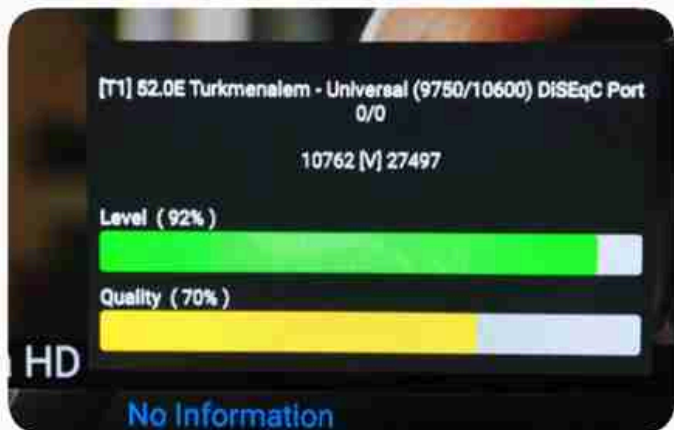 [T1] 52.0E Turkmenalem - Universal (9750/10600) DiSEqC Port
0/0
10762 [V] 27497
Level ( 92% )
Quality ( 70% )
HD
No Information